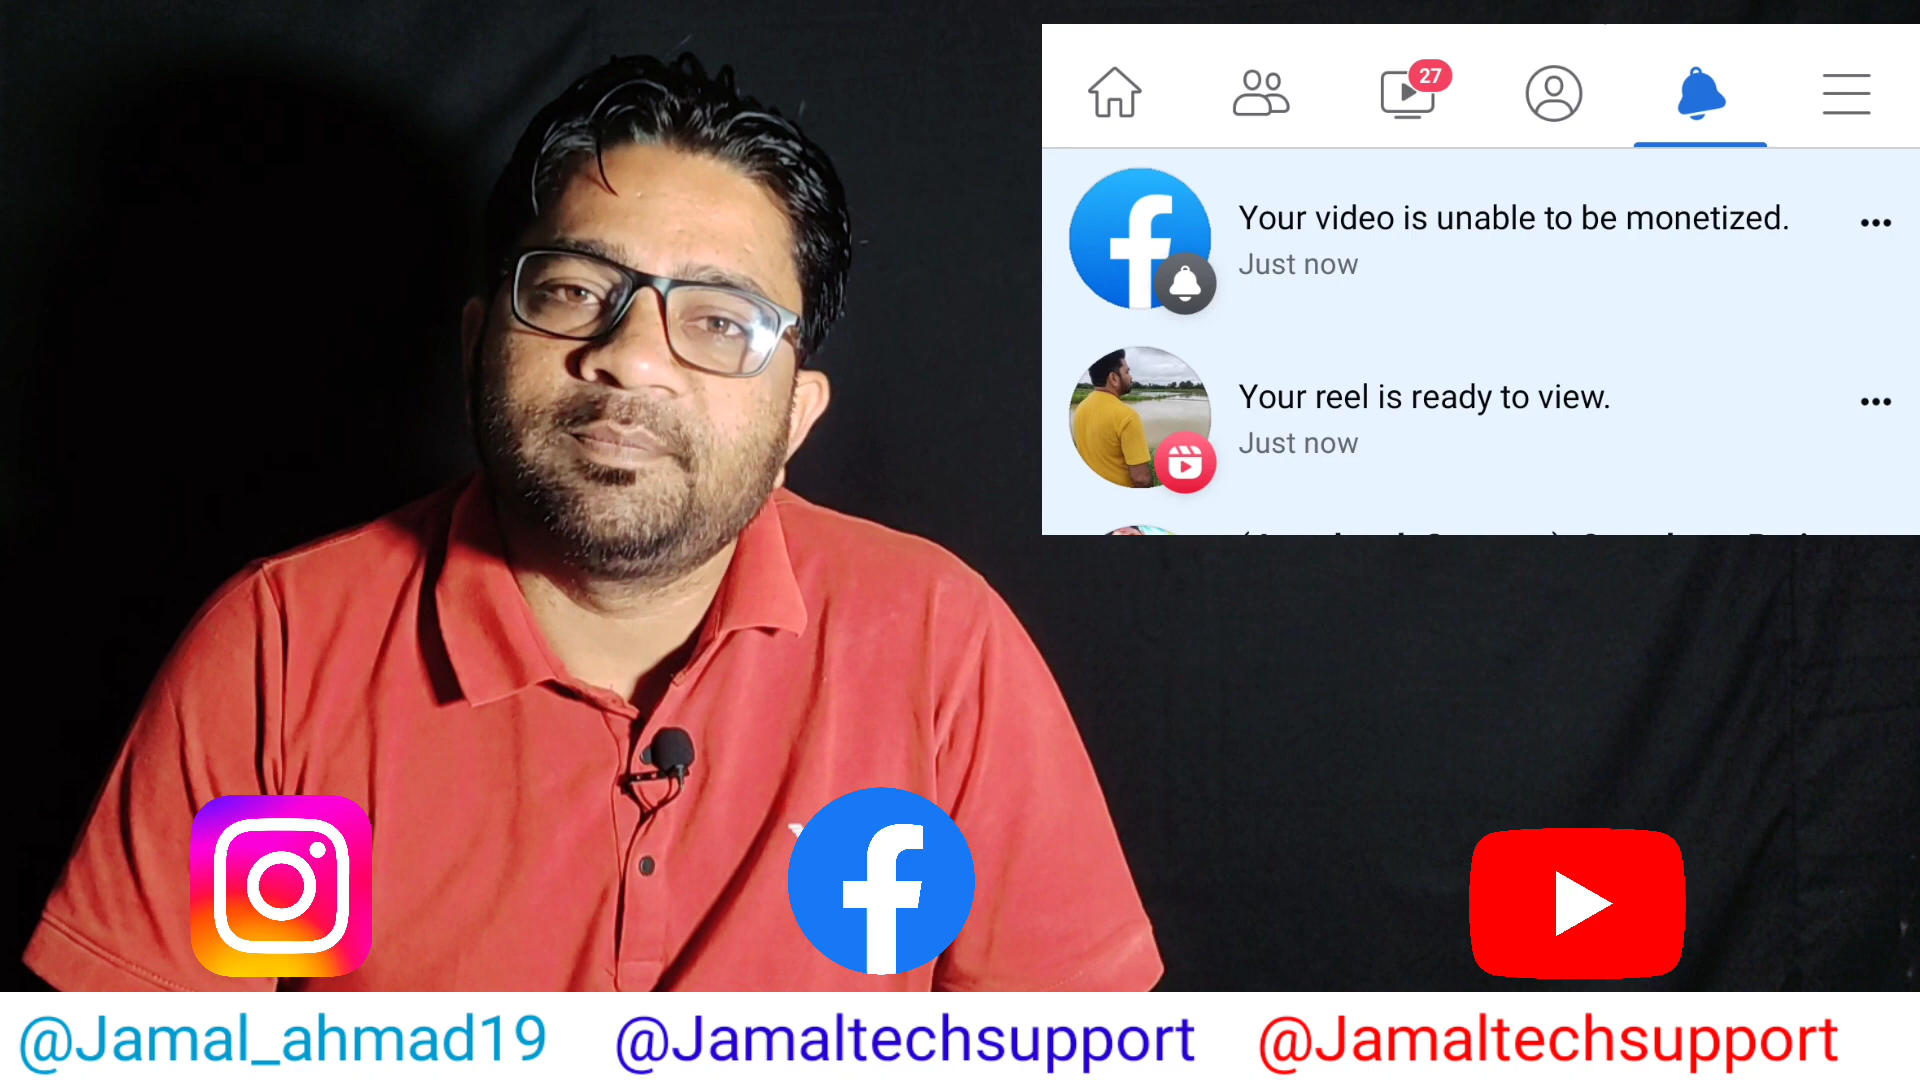 27
Your video is unable to be monetized.
Just now
Your reel is ready to view.
Just now
@Jamal_ahmad19
@Jamaltechsupport
@Jamaltechsupport